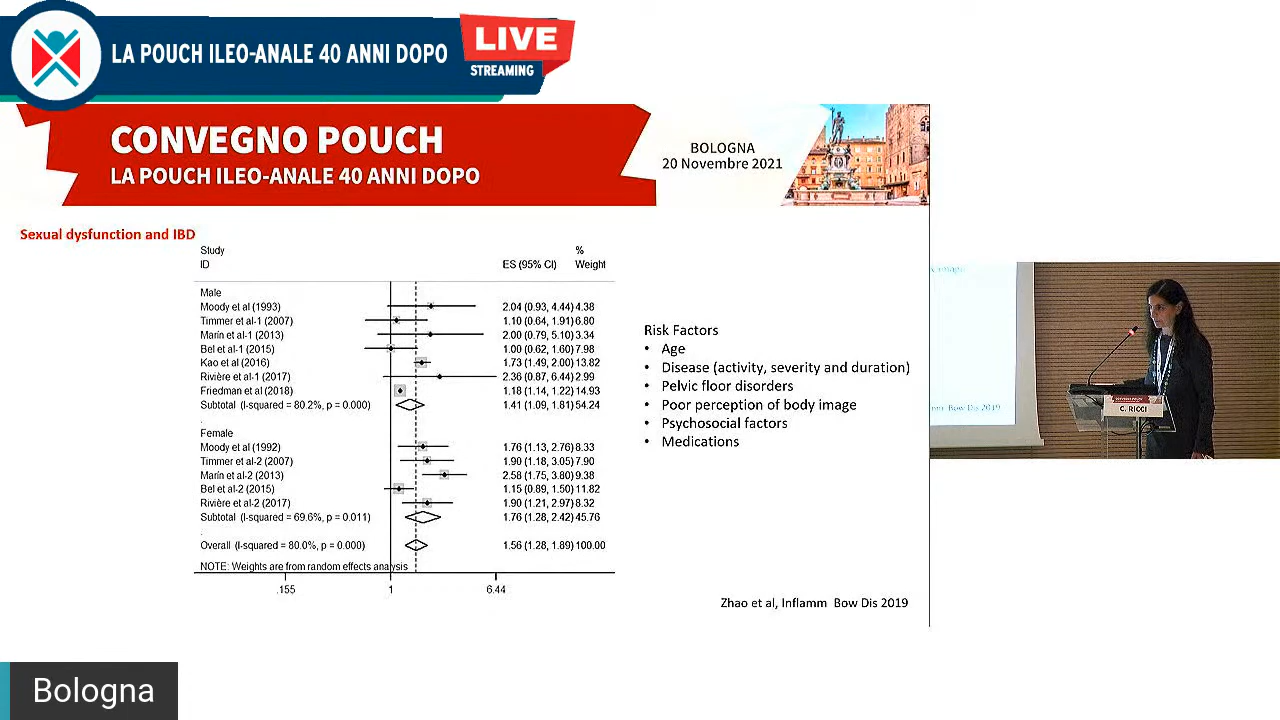 LA POUCH ILEO-ANALE 40 ANNI DOPO
LIVE
STREAMING
CONVEGNO POUCH
LA POUCH ILEO-ANALE 40 ANNI DOPO
BOLOGNA
20 Novembre 2021
Sexual dysfunction and IBD
Study %
ID ES (95% CI) Weight
Male
Moody et al (1993) 2.04 (0.93, 4.44) 4.38
Timmer et al-1 (2007) 1.10 (0.64, 1.91) 6.80
Marín et al-1 (2013) 2.00 (0.79, 5.10) 3.34
Bel et al-1 (2015) 1.00 (0.62, 1.60) 7.98
Kao et al (2016) 1.73 (1.49, 2.00) 13.82
Rivière et al-1 (2017) 2.36 (0.87, 6.44) 2.99
Friedman et al (2018) 1.18 (1.14, 1.22) 14.93
Subtotal (I-squared = 80.2%, p = 0.000) 1.41 (1.09, 1.81) 54.24
.
Female
Moody et al (1992) 1.76 (1.13, 2.76) 8.33
Timmer et al-2 (2007) 1.90 (1.18, 3.05) 7.90
Marín et al-2 (2013) 2.58 (1.75, 3.80) 9.38
Bel et al-2 (2015) 1.15 (0.89, 1.50) 11.82
Rivière et al-2 (2017) 1.90 (1.21, 2.97) 8.32
Subtotal (I-squared = 69.6%, p = 0.011) 1.76 (1.28, 2.42) 45.76
.
Overall (I-squared = 80.0%, p = 0.000) 1.56 (1.28, 1.89) 100.00
NOTE: Weights are from random effects analysis
.155 1 6.44
Risk Factors
• Age
• Disease (activity, severity and duration)
• Pelvic floor disorders
• Poor perception of body image
• Psychosocial factors
• Medications
Zhao et al, Inflamm Bow Dis 2019
Bow Dis 2019
C. RICCI
Bologna